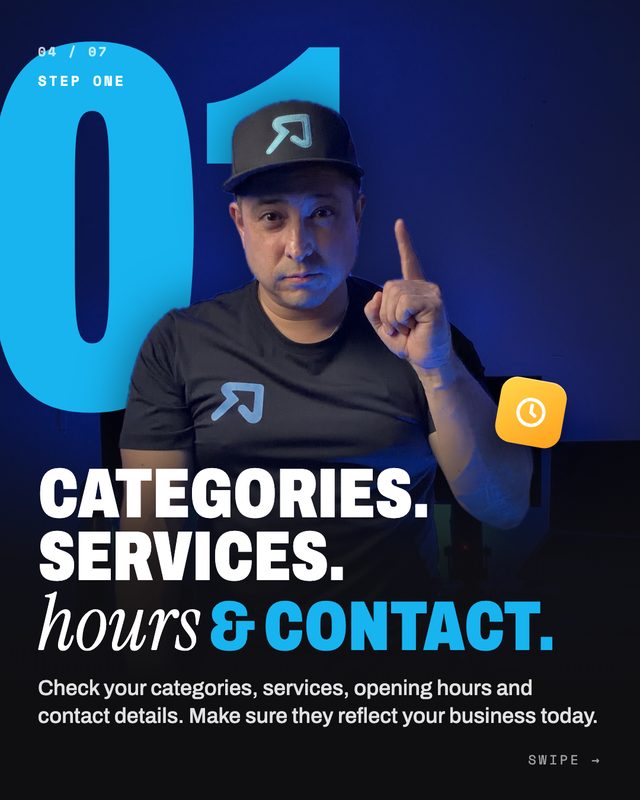 04 / 07
STEP ONE
01
CATEGORIES.
SERVICES.
hours & CONTACT.
Check your categories, services, opening hours and
contact details. Make sure they reflect your business today.
SWIPE →